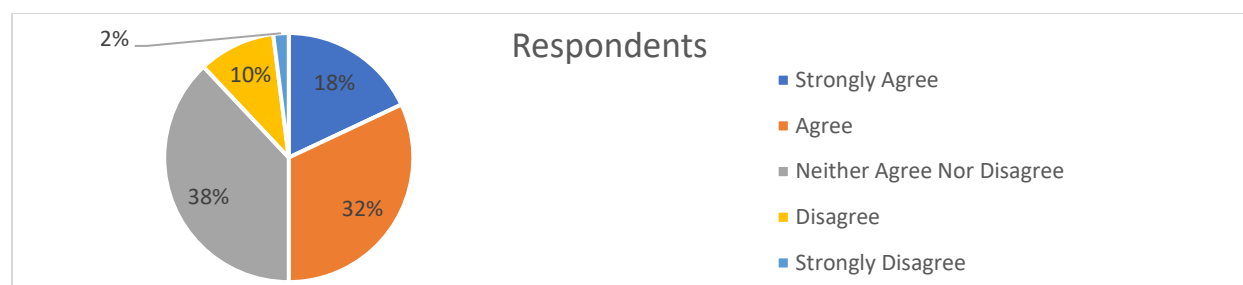 Respondents
2%
10%
18%
38%
32%
Strongly Agree
Agree
Neither Agree Nor Disagree
Disagree
Strongly Disagree